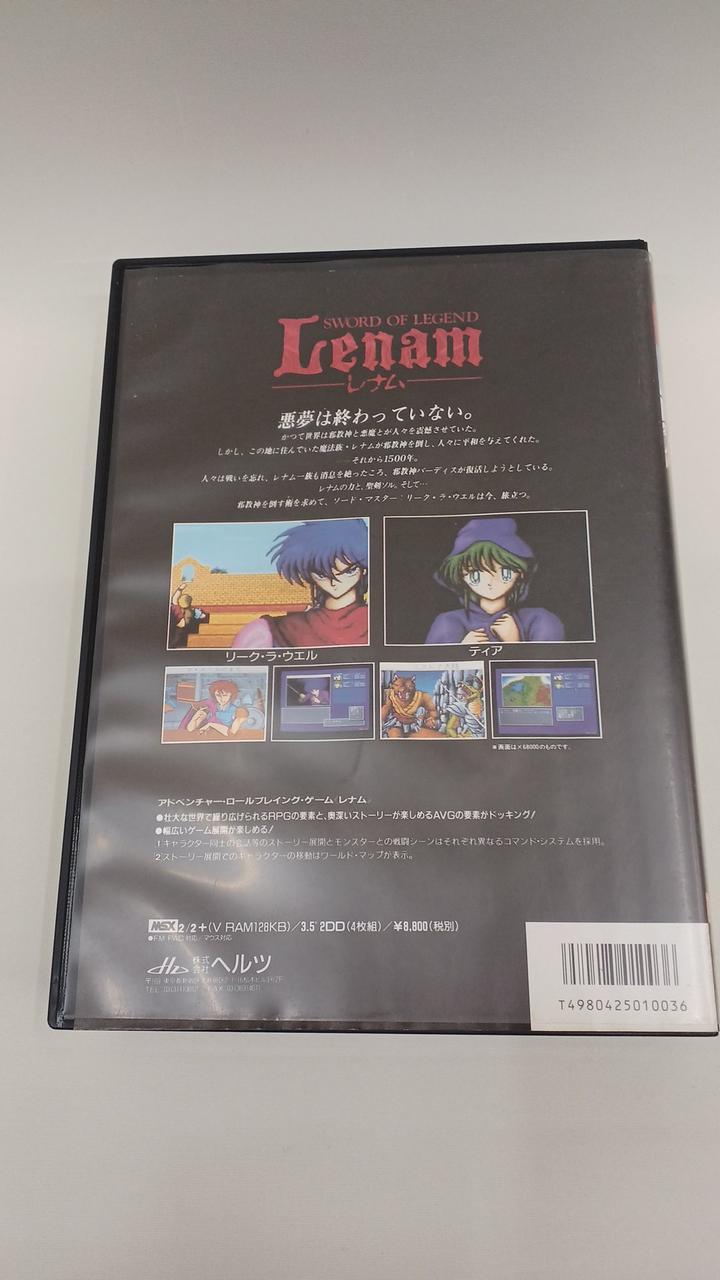 SWORD OF LEGEND
Lenam
レナム
悪夢は終わっていない。
かつて世界は邪教神と悪魔とが人々を震撼させていた。
しかし、この地に住んでいた魔法族・レナムが邪教神を倒し、人々に平和を与えてくれた。
それから1500年。
人々は戦いを忘れ、レナム一族も消息を絶ったころ、邪教神バーディスが復活しようとしている。
レナムの力と、聖剣ソル。そして…
邪教神を倒す術を求めて、ソード・マスター：リーク・ラ・ウエルは今、旅立つ。
リーク・ラ・ウエル
ティア
※画面は×68000のものです。
アドベンチャー・ロールプレイング・ゲーム「レナム」
●壮大な世界で繰り広げられるRPGの要素と、奥深いストーリーが楽しめるAVGの要素がドッキング!
●幅広いゲーム展開が楽しめる!
1キャラクター同士の会話等のストーリー展開とモンスターとの戦闘シーンはそれぞれ異なるコマンド・システムを採用。
2ストーリー展開でのキャラクターの移動はワールド・マップが表示。
MSX2/2+(V RAM128KB)/3.5"2DD(4枚組)/¥8,800(税別)
●F.M PAC対応/マウス対応
Hz 株式会社ヘルツ
T4980425010036